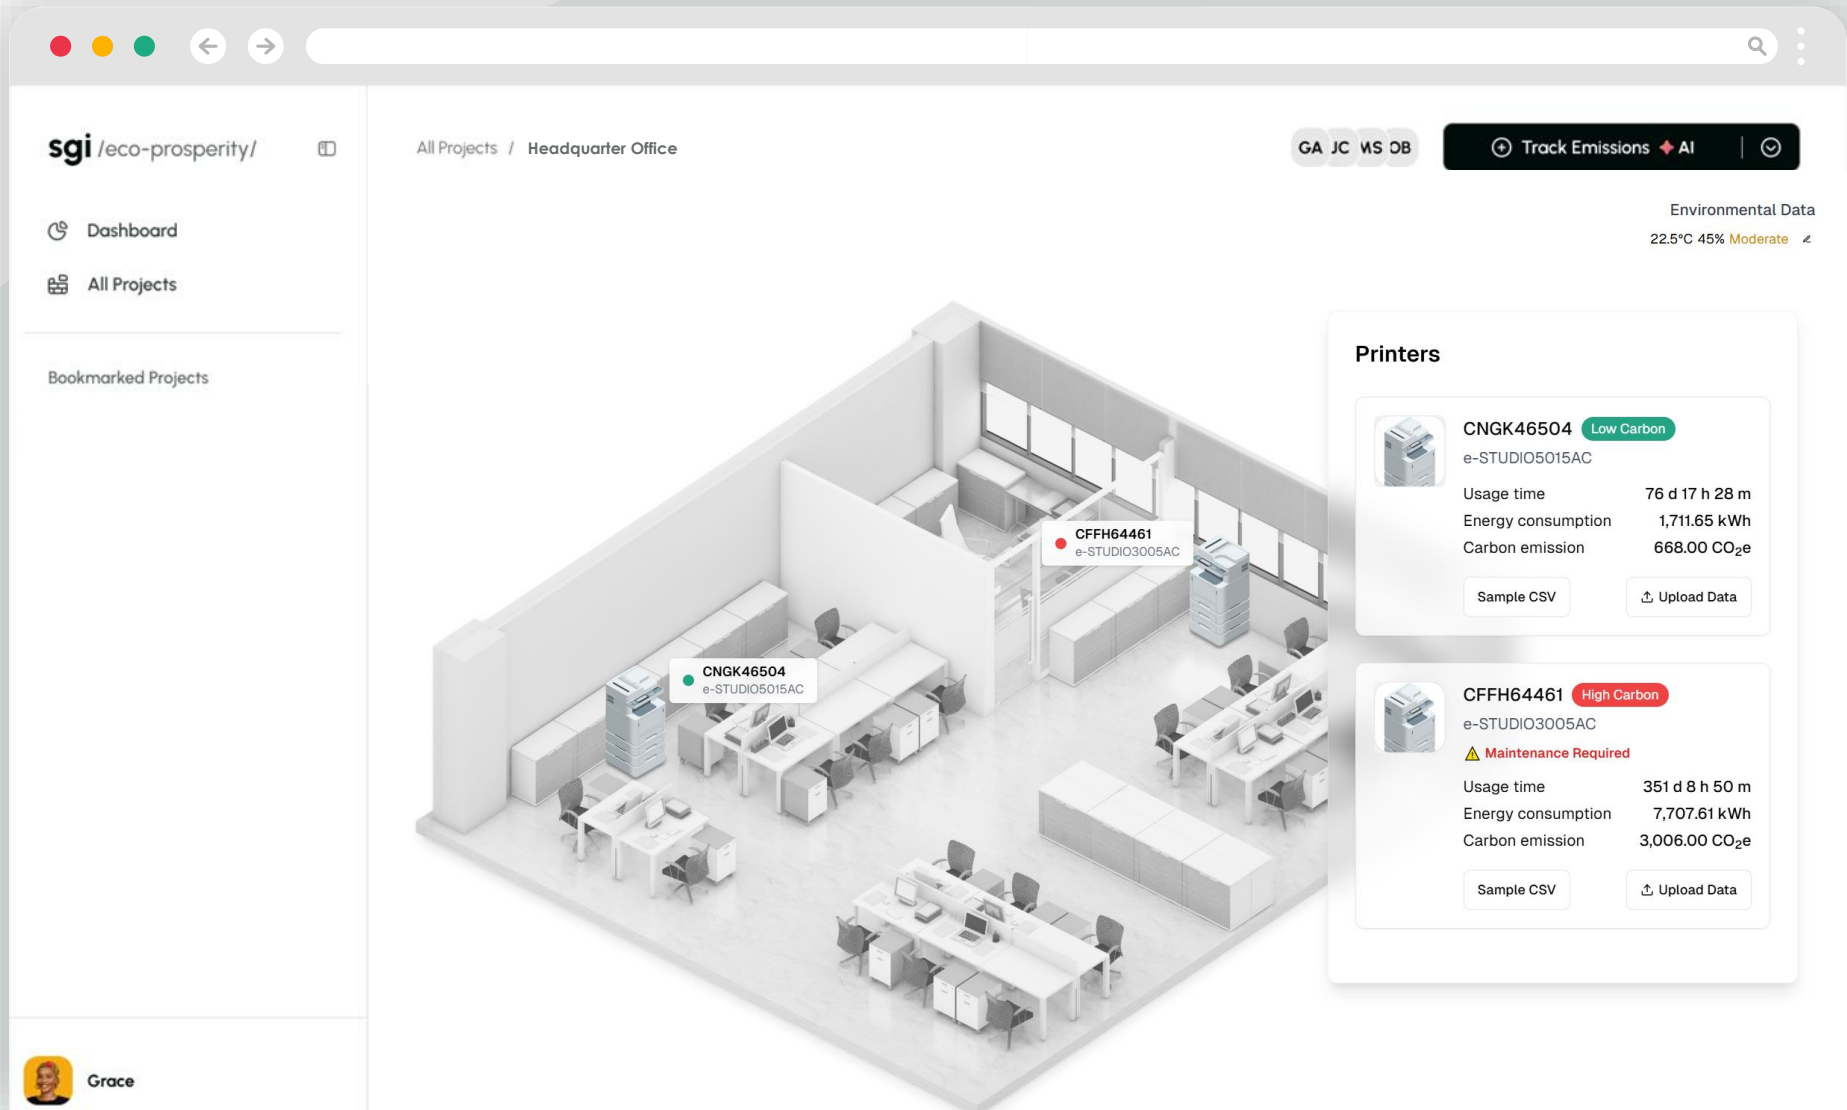 sgi /eco-prosperity/
Dashboard
All Projects
Bookmarked Projects
Grace
All Projects / Headquarter Office
GA JC MS OB
Track Emissions AI
Environmental Data
22.5°C 45% Moderate
CFFH64461
e-STUDIO3005AC
CNGK46504
e-STUDIO5015AC
Printers
CNGK46504 Low Carbon
e-STUDIO5015AC
Usage time 76 d 17 h 28 m
Energy consumption 1,711.65 kWh
Carbon emission 668.00 CO₂e
Sample CSV Upload Data
CFFH64461 High Carbon
e-STUDIO3005AC
Maintenance Required
Usage time 351 d 8 h 50 m
Energy consumption 7,707.61 kWh
Carbon emission 3,006.00 CO₂e
Sample CSV Upload Data